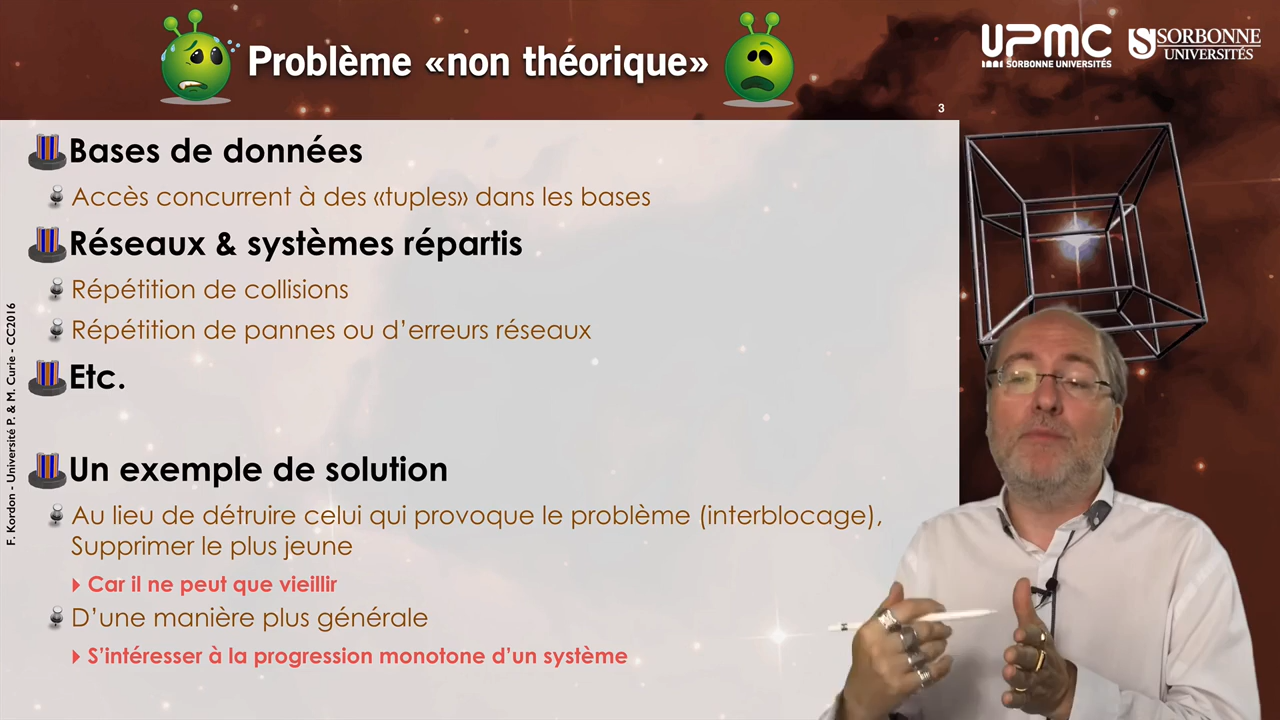 Problème «non théorique»
UPMC
SORBONNE UNIVERSITÉS
SORBONNE
UNIVERSITÉS
3
Bases de données
Accès concurrent à des «tuples» dans les bases
Réseaux & systèmes répartis
Répétition de collisions
Répétition de pannes ou d’erreurs réseaux
Etc.
Un exemple de solution
Au lieu de détruire celui qui provoque le problème (interblocage),
Supprimer le plus jeune
Car il ne peut que vieillir
D’une manière plus générale
S’intéresser à la progression monotone d’un système
F. Kordon - Université P. & M. Curie - CC2016